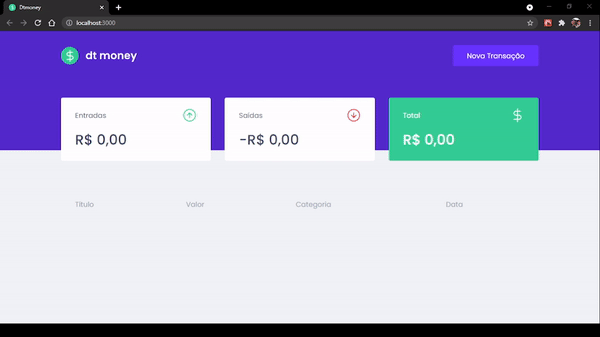 Dtmoney
localhost:3000
dt money
Nova Transação
Entradas
R$ 0,00
Saídas
-R$ 0,00
Total
R$ 0,00
Título Valor Categoria Data